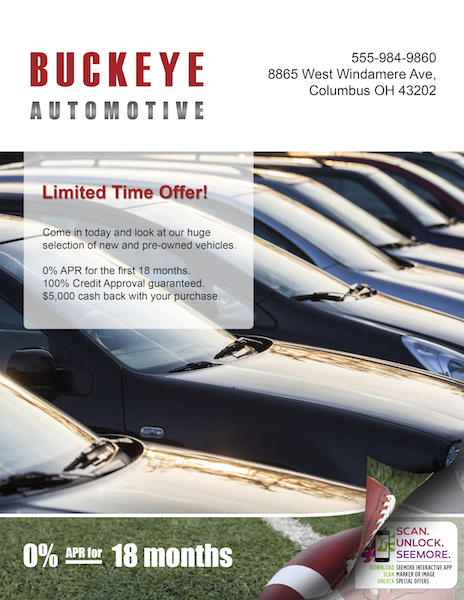 BUCKEYE
AUTOMOTIVE
555-984-9860
8865 West Windamere Ave,
Columbus OH 43202
Limited Time Offer!
Come in today and look at our huge
selection of new and pre-owned vehicles.
0% APR for the first 18 months.
100% Credit Approval guaranteed.
$5,000 cash back with your purchase.
0% APR for 18 months
SCAN.
UNLOCK.
SEEMORE.
DOWNLOAD SEEMORE INTERACTIVE APP
SCAN MARKER OR IMAGE
UNLOCK SPECIAL OFFERS